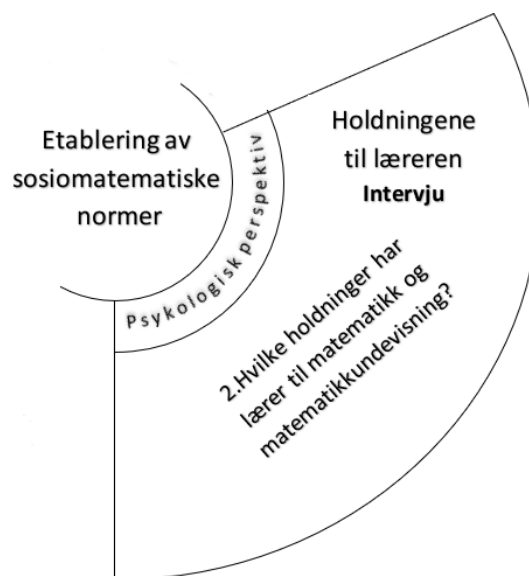 Etablering av
sosiomatematiske
normer
Psykologisk perspektiv
Holdningene
til læreren
Intervju
2.Hvilke holdninger har
lærer til matematikk og
matematikkundevisning?